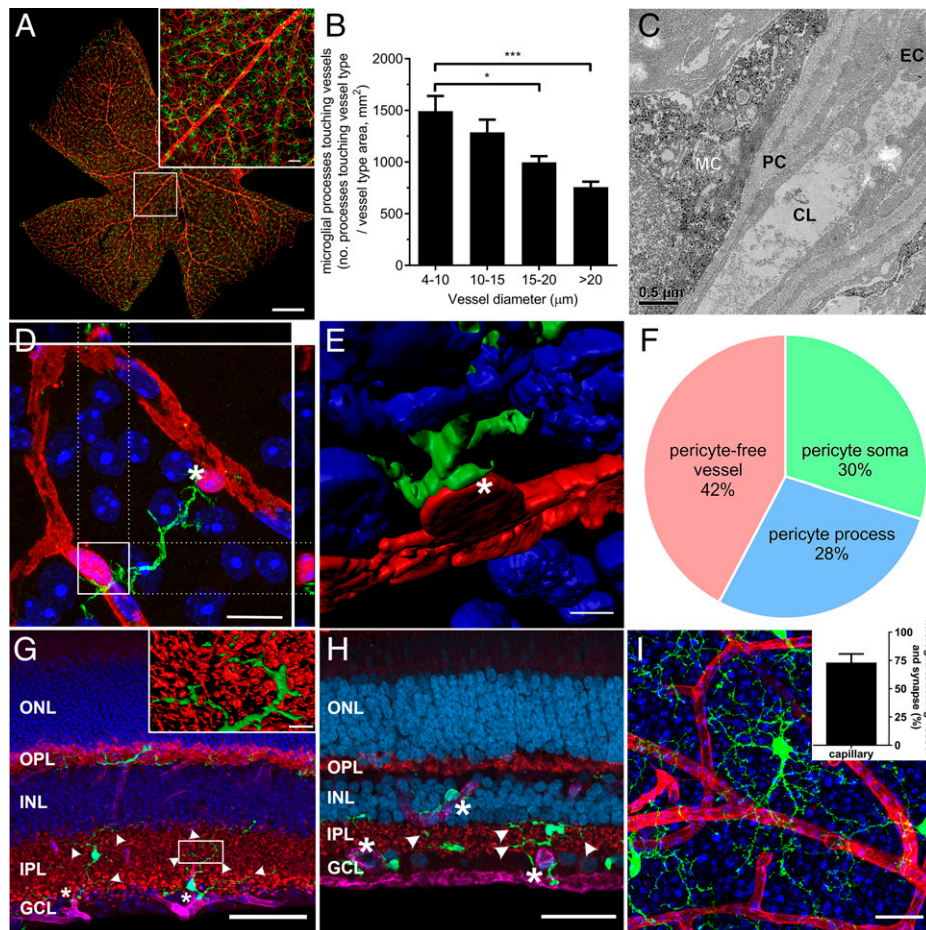 A
B
microglial processes touching vessels
(no. processes touching vessel type
/ vessel type area, mm²)
2000
1500
1000
500
0
***
*
4-10 10-15 15-20 >20
Vessel diameter (μm)
C
EC
MC
PC
CL
0.5 μm
D
*
E
*
F
pericyte-free
vessel
42%
pericyte soma
30%
pericyte process
28%
G
ONL
OPL
INL
IPL
GCL
*
*
H
ONL
OPL
INL
IPL
GCL
*
*
*
I
100
75
50
25
0
capillary
and synapse (%)